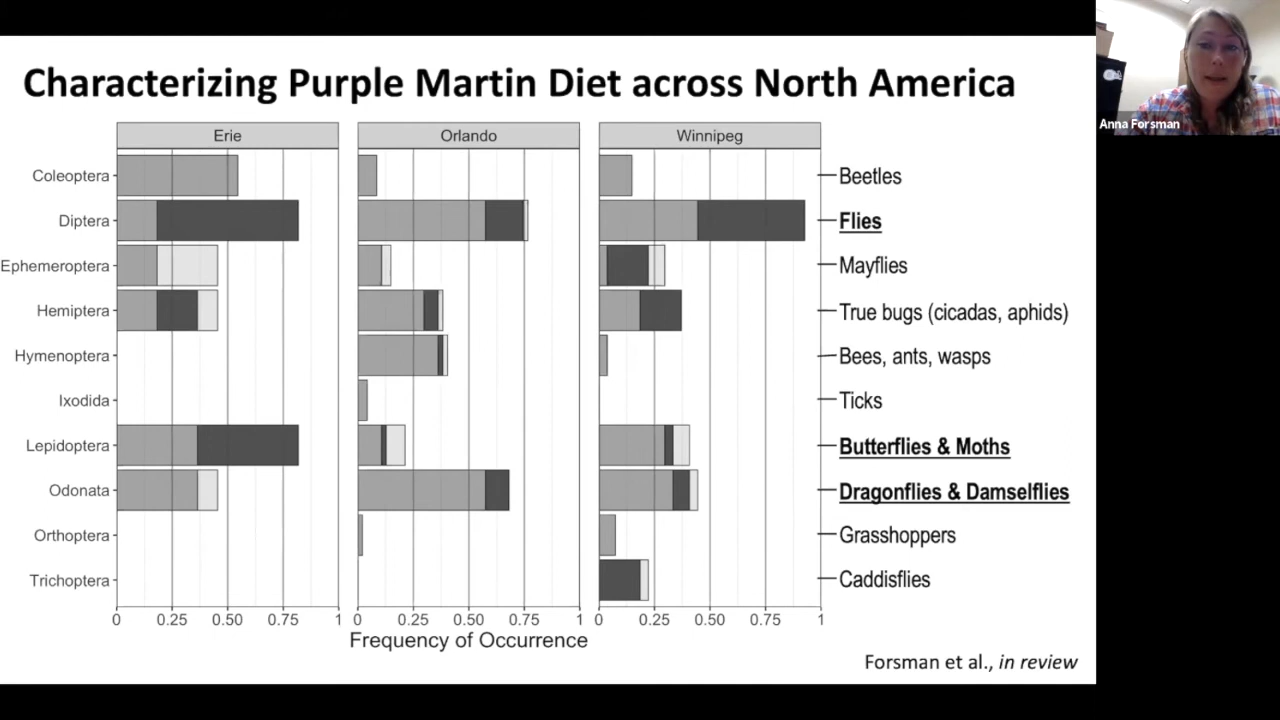 Characterizing Purple Martin Diet across North America
Anna Forsman
Erie
Orlando
Winnipeg
Coleoptera
Beetles
Diptera
Flies
Ephemeroptera
Mayflies
Hemiptera
True bugs (cicadas, aphids)
Hymenoptera
Bees, ants, wasps
Ixodida
Ticks
Lepidoptera
Butterflies & Moths
Odonata
Dragonflies & Damselflies
Orthoptera
Grasshoppers
Trichoptera
Caddisflies
0 0.25 0.50 0.75 1
0 0.25 0.50 0.75 1
0 0.25 0.50 0.75 1
Frequency of Occurrence
Forsman et al., in review